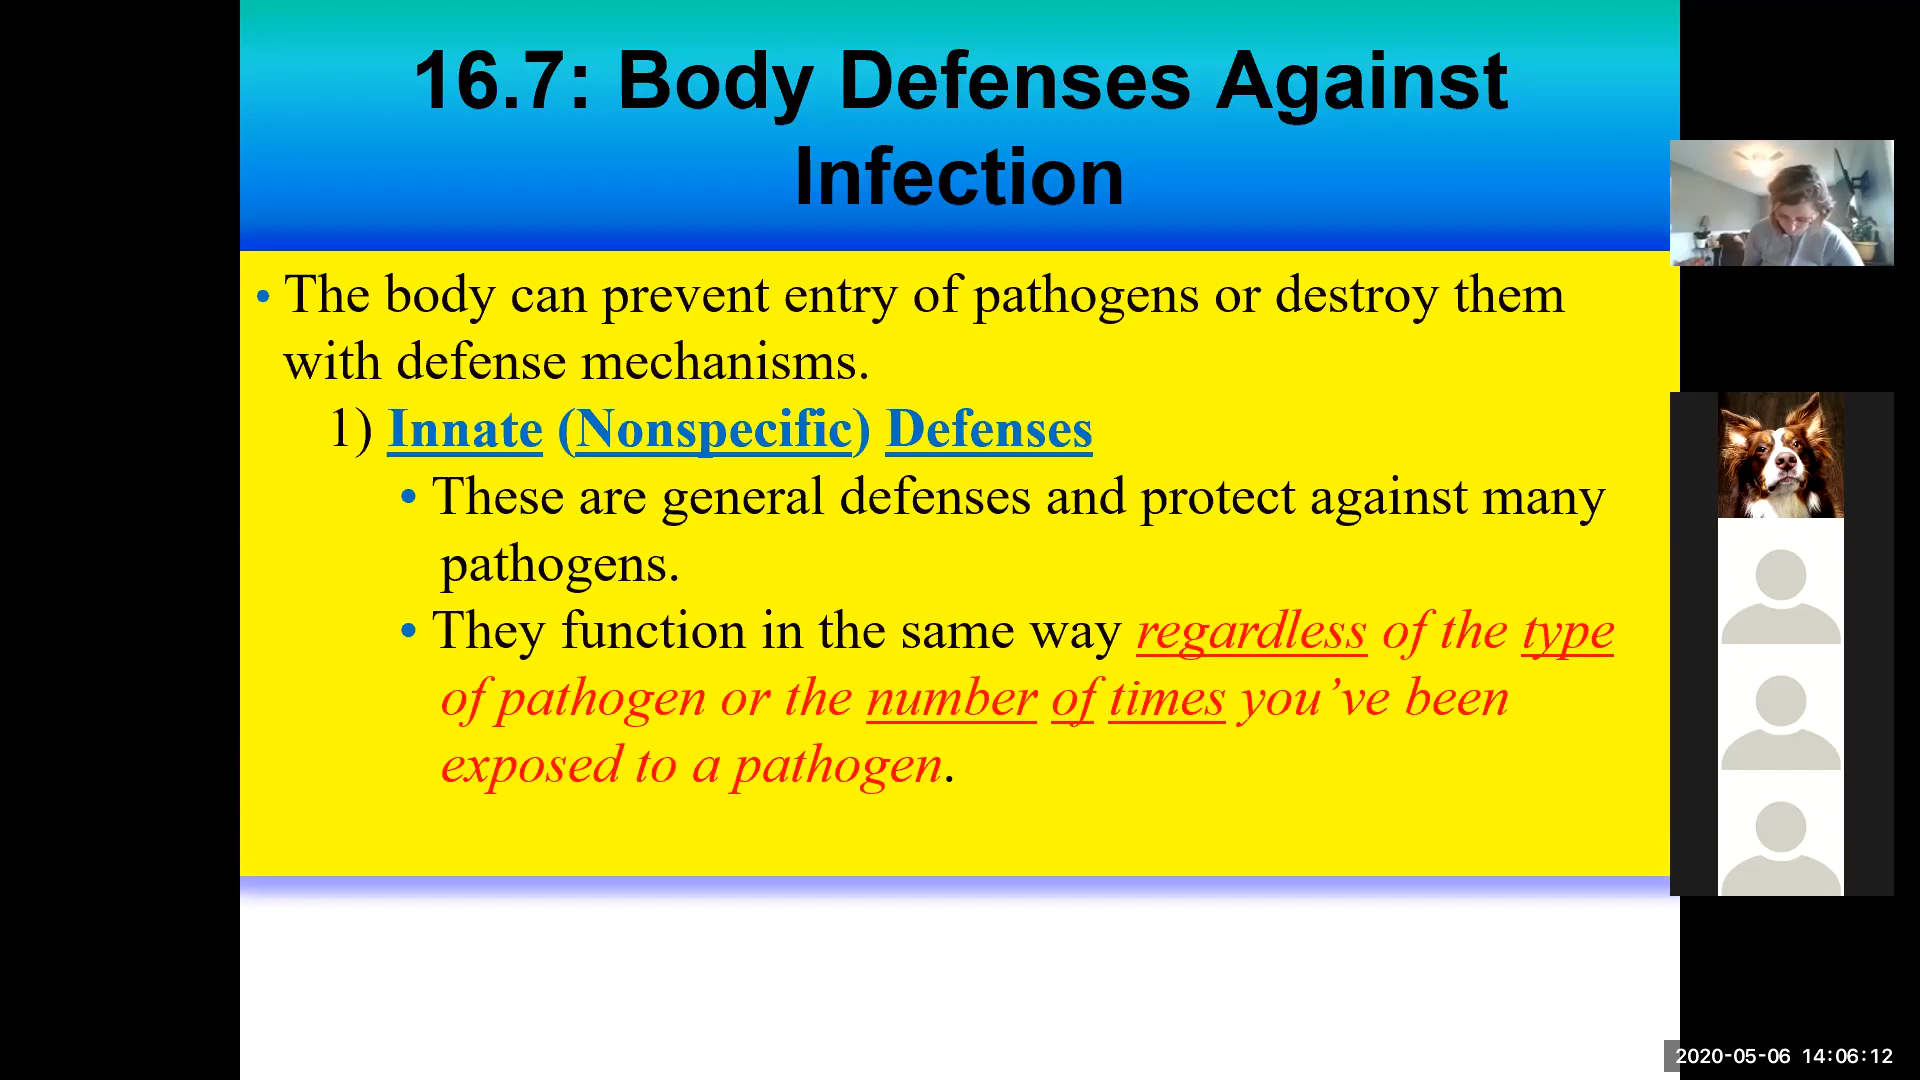 16.7: Body Defenses Against
Infection
• The body can prevent entry of pathogens or destroy them
with defense mechanisms.
1) Innate (Nonspecific) Defenses
• These are general defenses and protect against many
pathogens.
• They function in the same way regardless of the type
of pathogen or the number of times you’ve been
exposed to a pathogen.
2020-05-06 14:06:12